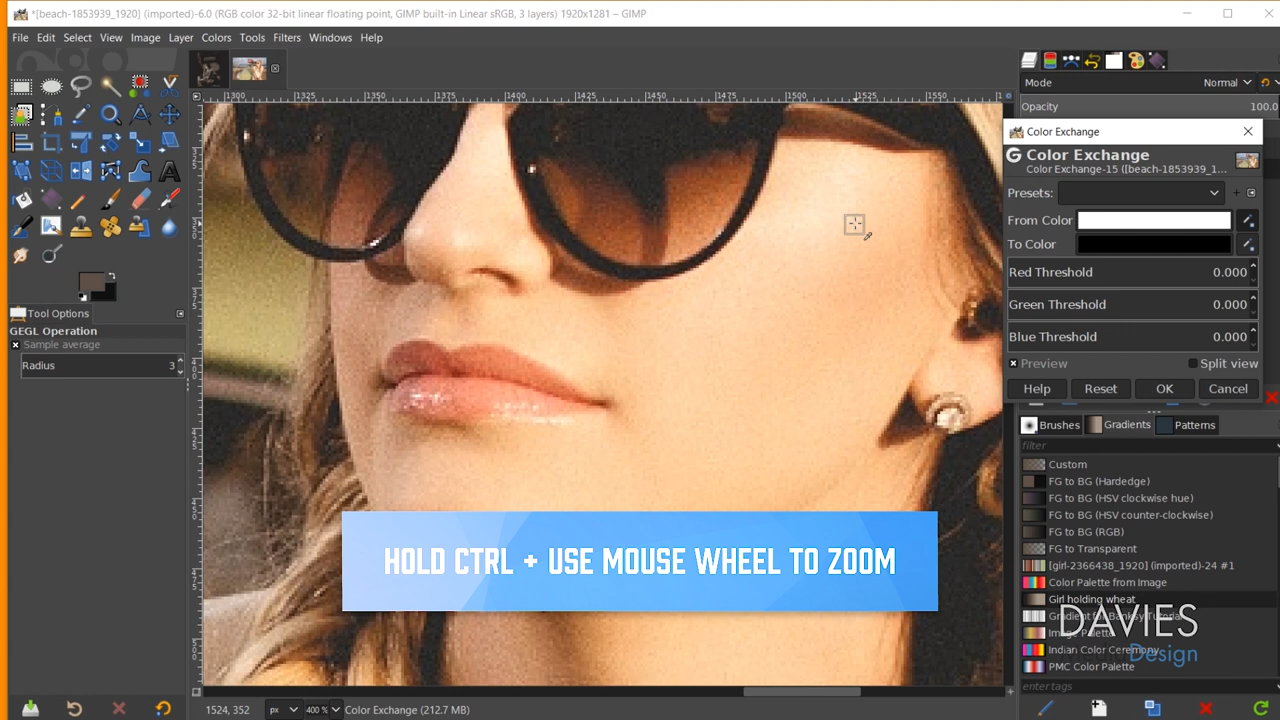 *[beach-1853939_1920] (imported)-6.0 (RGB color 32-bit linear floating point, GIMP built-in Linear sRGB, 3 layers) 1920x1281 – GIMP
File Edit Select View Image Layer Colors Tools Filters Windows Help
Mode Normal
Opacity 100.0
1300 1325 1350 1375 1400 1425 1450 1475 1500 1525 1550
Color Exchange
Color Exchange
Color Exchange-15 ([beach-1853939_1...
Presets:
From Color
To Color
Red Threshold 0.000
Green Threshold 0.000
Blue Threshold 0.000
Preview Split view
Help Reset OK Cancel
Tool Options
GEGL Operation
Sample average
Radius 3
Brushes Gradients Patterns
filter
Custom
FG to BG (Hardedge)
FG to BG (HSV clockwise hue)
FG to BG (HSV counter-clockwise)
FG to BG (RGB)
FG to Transparent
[girl-2366438_1920] (imported)-24 #1
Color Palette from Image
Girl holding wheat
Gradient for Banksy Tutorial
Image Palette
Indian Color Ceremony
PMC Color Palette
enter tags
HOLD CTRL + USE MOUSE WHEEL TO ZOOM
DAVIES
Design
1524, 352 px 400 % Color Exchange (212.7 MB)